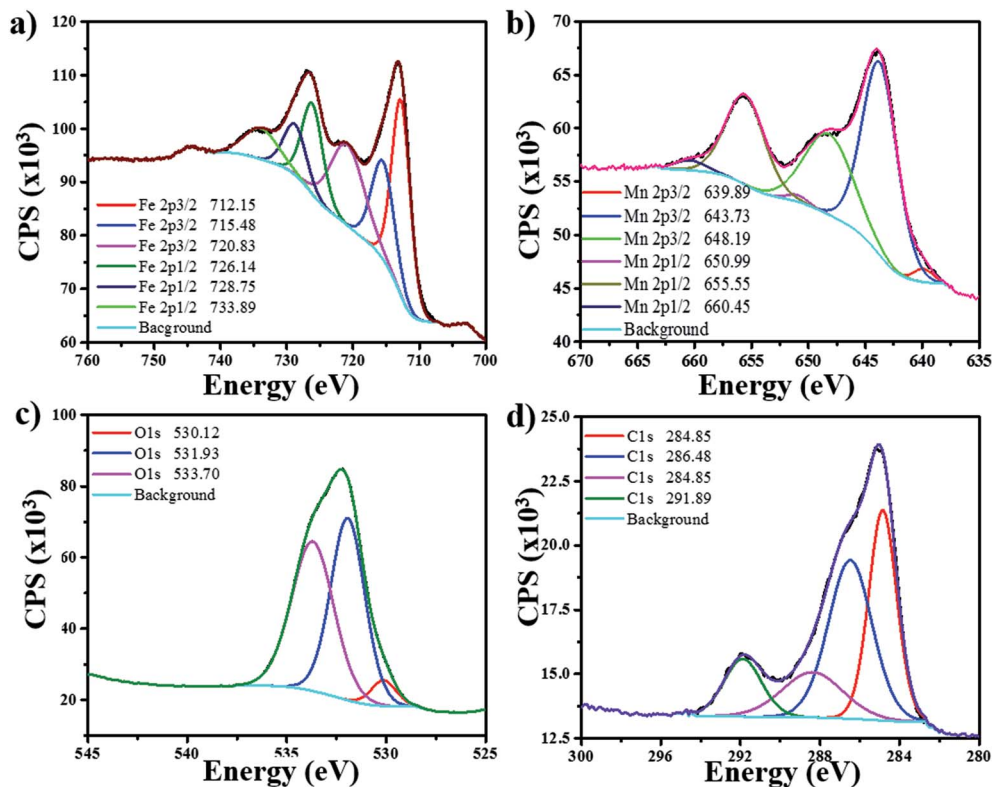 a)
120
110
100
90
80
70
60
CPS (x10³)
Fe 2p3/2 712.15
Fe 2p3/2 715.48
Fe 2p3/2 720.83
Fe 2p1/2 726.14
Fe 2p1/2 728.75
Fe 2p1/2 733.89
Bacground
760 750 740 730 720 710 700
Energy (eV)
b)
70
65
60
55
50
45
40
CPS (x10³)
Mn 2p3/2 639.89
Mn 2p3/2 643.73
Mn 2p3/2 648.19
Mn 2p1/2 650.99
Mn 2p1/2 655.55
Mn 2p1/2 660.45
Background
670 665 660 655 650 645 640 635
Energy (eV)
c)
100
80
60
40
20
CPS (x10³)
O1s 530.12
O1s 531.93
O1s 533.70
Background
545 540 535 530 525
Energy (eV)
d)
25.0
22.5
20.0
17.5
15.0
12.5
CPS (x10³)
C1s 284.85
C1s 286.48
C1s 284.85
C1s 291.89
Background
300 296 292 288 284 280
Energy (eV)